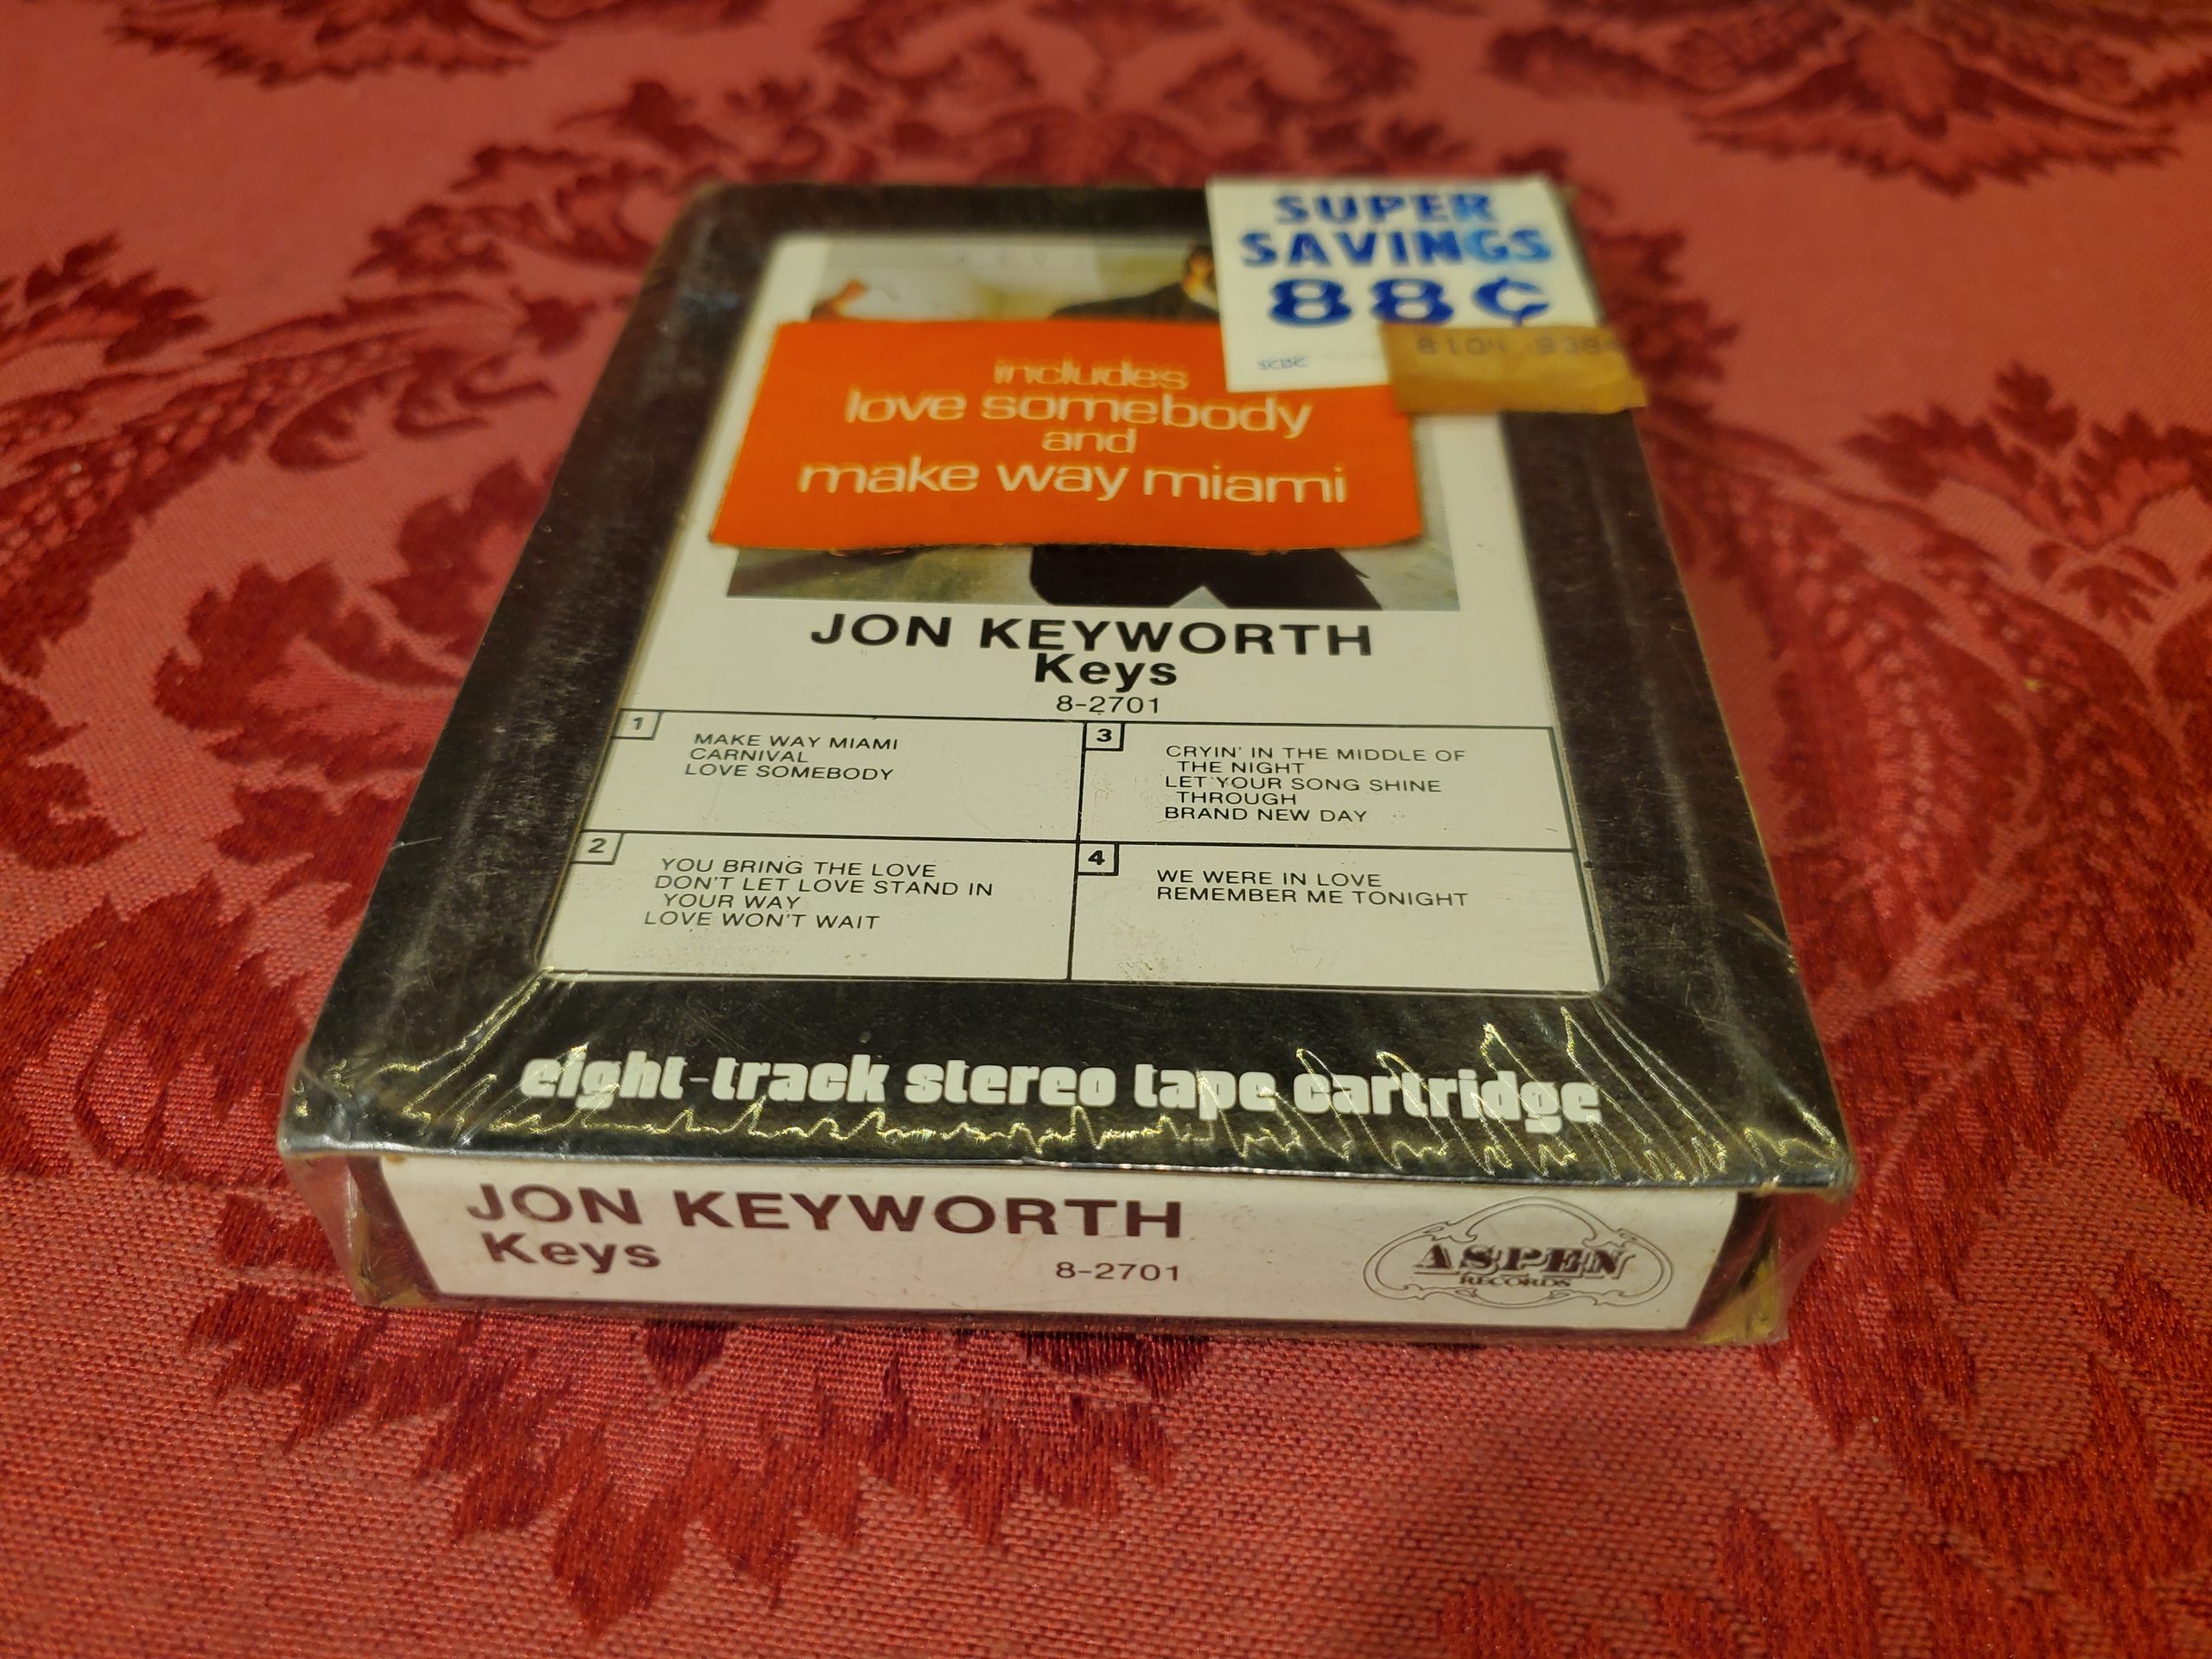 SUPER
SAVINGS
88¢
8104 838
includes
love somebody
and
make way miami
JON KEYWORTH
Keys
8-2701
1
MAKE WAY MIAMI
CARNIVAL
LOVE SOMEBODY
2
YOU BRING THE LOVE
DON'T LET LOVE STAND IN
YOUR WAY
LOVE WON'T WAIT
3
CRYIN' IN THE MIDDLE OF
THE NIGHT
LET YOUR SONG SHINE
THROUGH
BRAND NEW DAY
4
WE WERE IN LOVE
REMEMBER ME TONIGHT
eight-track stereo tape cartridge
JON KEYWORTH
Keys
8-2701
ASPEN
RECORDS